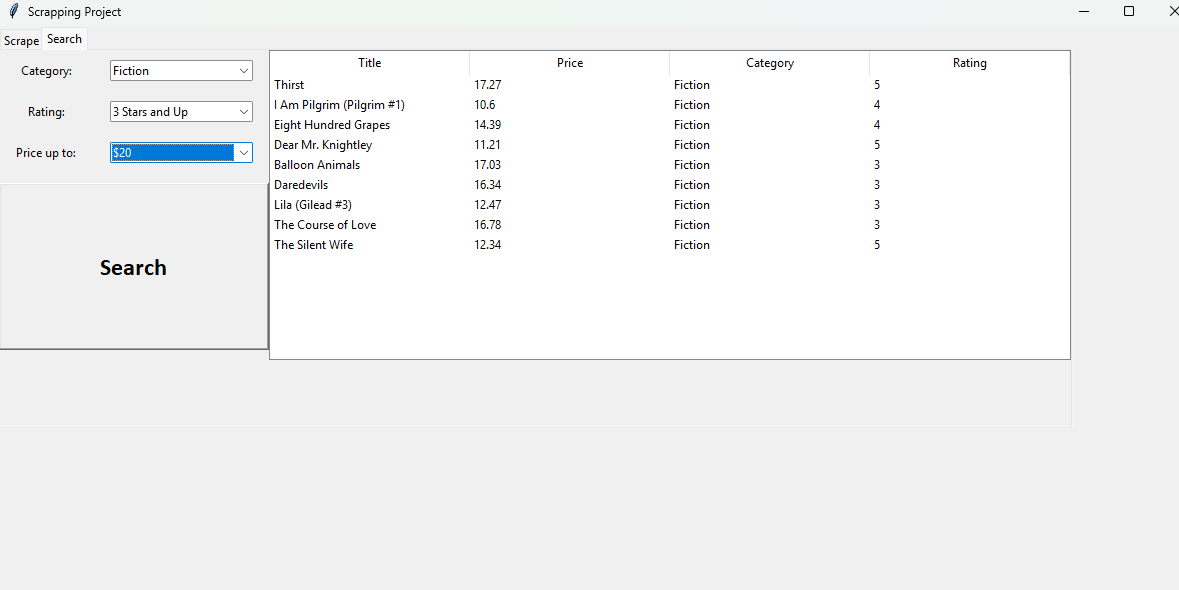 Scrapping Project
Scrape Search
Category: Fiction
Rating: 3 Stars and Up
Price up to: $20
Search
Title Price Category Rating
Thirst 17.27 Fiction 5
I Am Pilgrim (Pilgrim #1) 10.6 Fiction 4
Eight Hundred Grapes 14.39 Fiction 4
Dear Mr. Knightley 11.21 Fiction 5
Balloon Animals 17.03 Fiction 3
Daredevils 16.34 Fiction 3
Lila (Gilead #3) 12.47 Fiction 3
The Course of Love 16.78 Fiction 3
The Silent Wife 12.34 Fiction 5